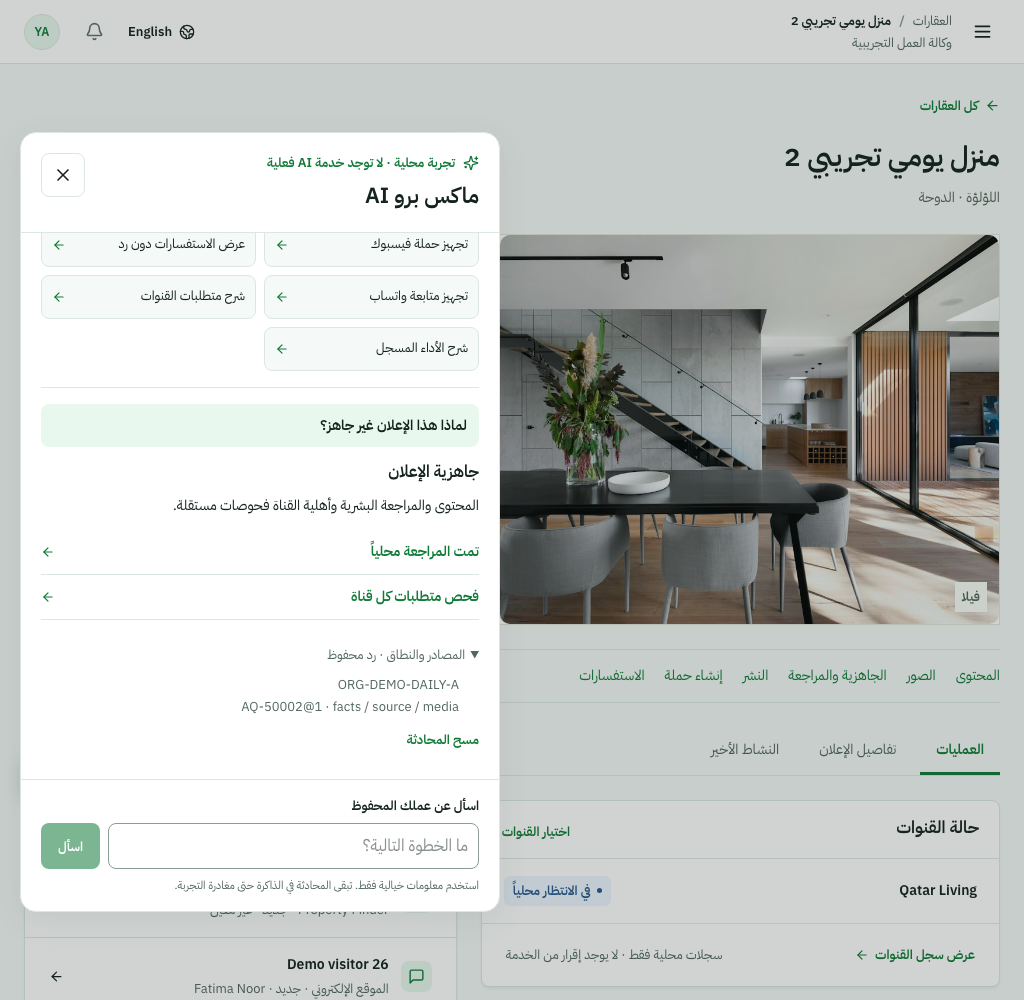 العقارات / منزل يومي تجريبي 2
وكالة العمل التجريبية
English
YA
كل العقارات
منزل يومي تجريبي 2
اللؤلؤة · الدوحة
فيلا
المحتوى
الصور
الجاهزية والمراجعة
النشر
إنشاء حملة
الاستفسارات
العمليات
تفاصيل الإعلان
النشاط الأخير
حالة القنوات
اختيار القنوات
Qatar Living
في الانتظار محلياً
عرض سجل القنوات
سجلات محلية فقط · لا يوجد إقرار من الخدمة
تجربة محلية · لا توجد خدمة AI فعلية
ماكس برو AI
تجهيز حملة فيسبوك
عرض الاستفسارات دون رد
تجهيز متابعة واتساب
شرح متطلبات القنوات
شرح الأداء المسجل
لماذا هذا الإعلان غير جاهز؟
جاهزية الإعلان
المحتوى والمراجعة البشرية وأهلية القناة فحوصات مستقلة.
تمت المراجعة محلياً
فحص متطلبات كل قناة
المصادر والنطاق · رد محفوظ
ORG-DEMO-DAILY-A
AQ-50002@1 · facts / source / media
مسح المحادثة
اسأل عن عملك المحفوظ
ما الخطوة التالية؟
اسأل
استخدم معلومات خيالية فقط. تبقى المحادثة في الذاكرة حتى مغادرة التجربة.
Demo visitor 26
الموقع الإلكتروني · جديد · Fatima Noor